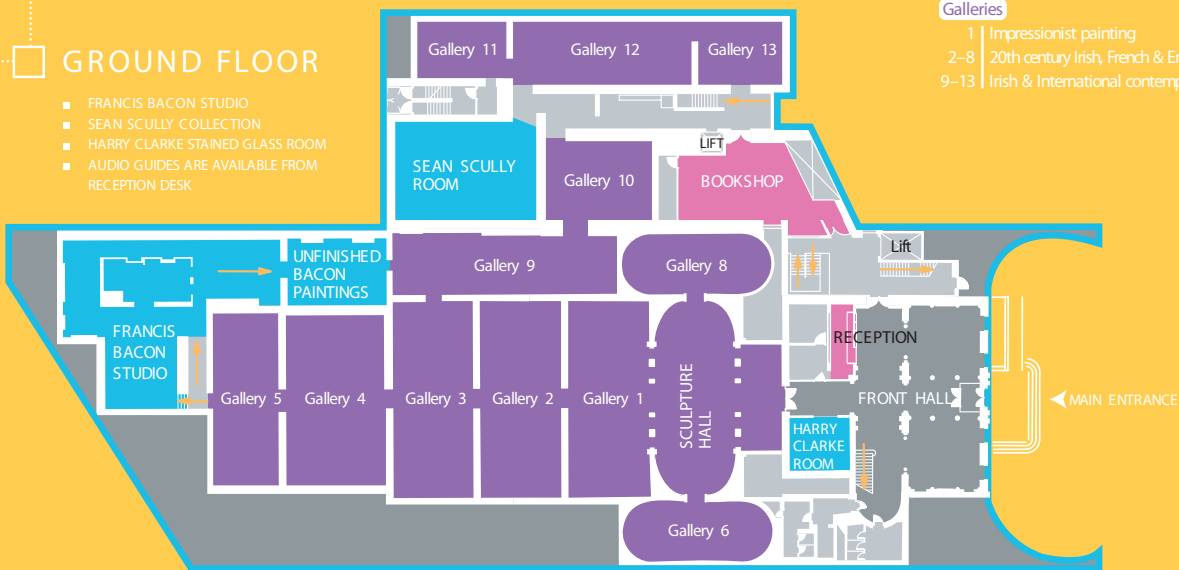 Galleries
1 Impressionist painting
2–8 20th century Irish, French & E
9–13 Irish & International contemp
GROUND FLOOR
FRANCIS BACON STUDIO
SEAN SCULLY COLLECTION
HARRY CLARKE STAINED GLASS ROOM
AUDIO GUIDES ARE AVAILABLE FROM
RECEPTION DESK
Gallery 11
Gallery 12
Gallery 13
LIFT
SEAN SCULLY
ROOM
Gallery 10
BOOKSHOP
Lift
UNFINISHED
BACON
PAINTINGS
Gallery 9
Gallery 8
FRANCIS
BACON
STUDIO
RECEPTION
Gallery 5
Gallery 4
Gallery 3
Gallery 2
Gallery 1
SCULPTURE
HALL
FRONT HALL
MAIN ENTRANCE
HARRY
CLARKE
ROOM
Gallery 6